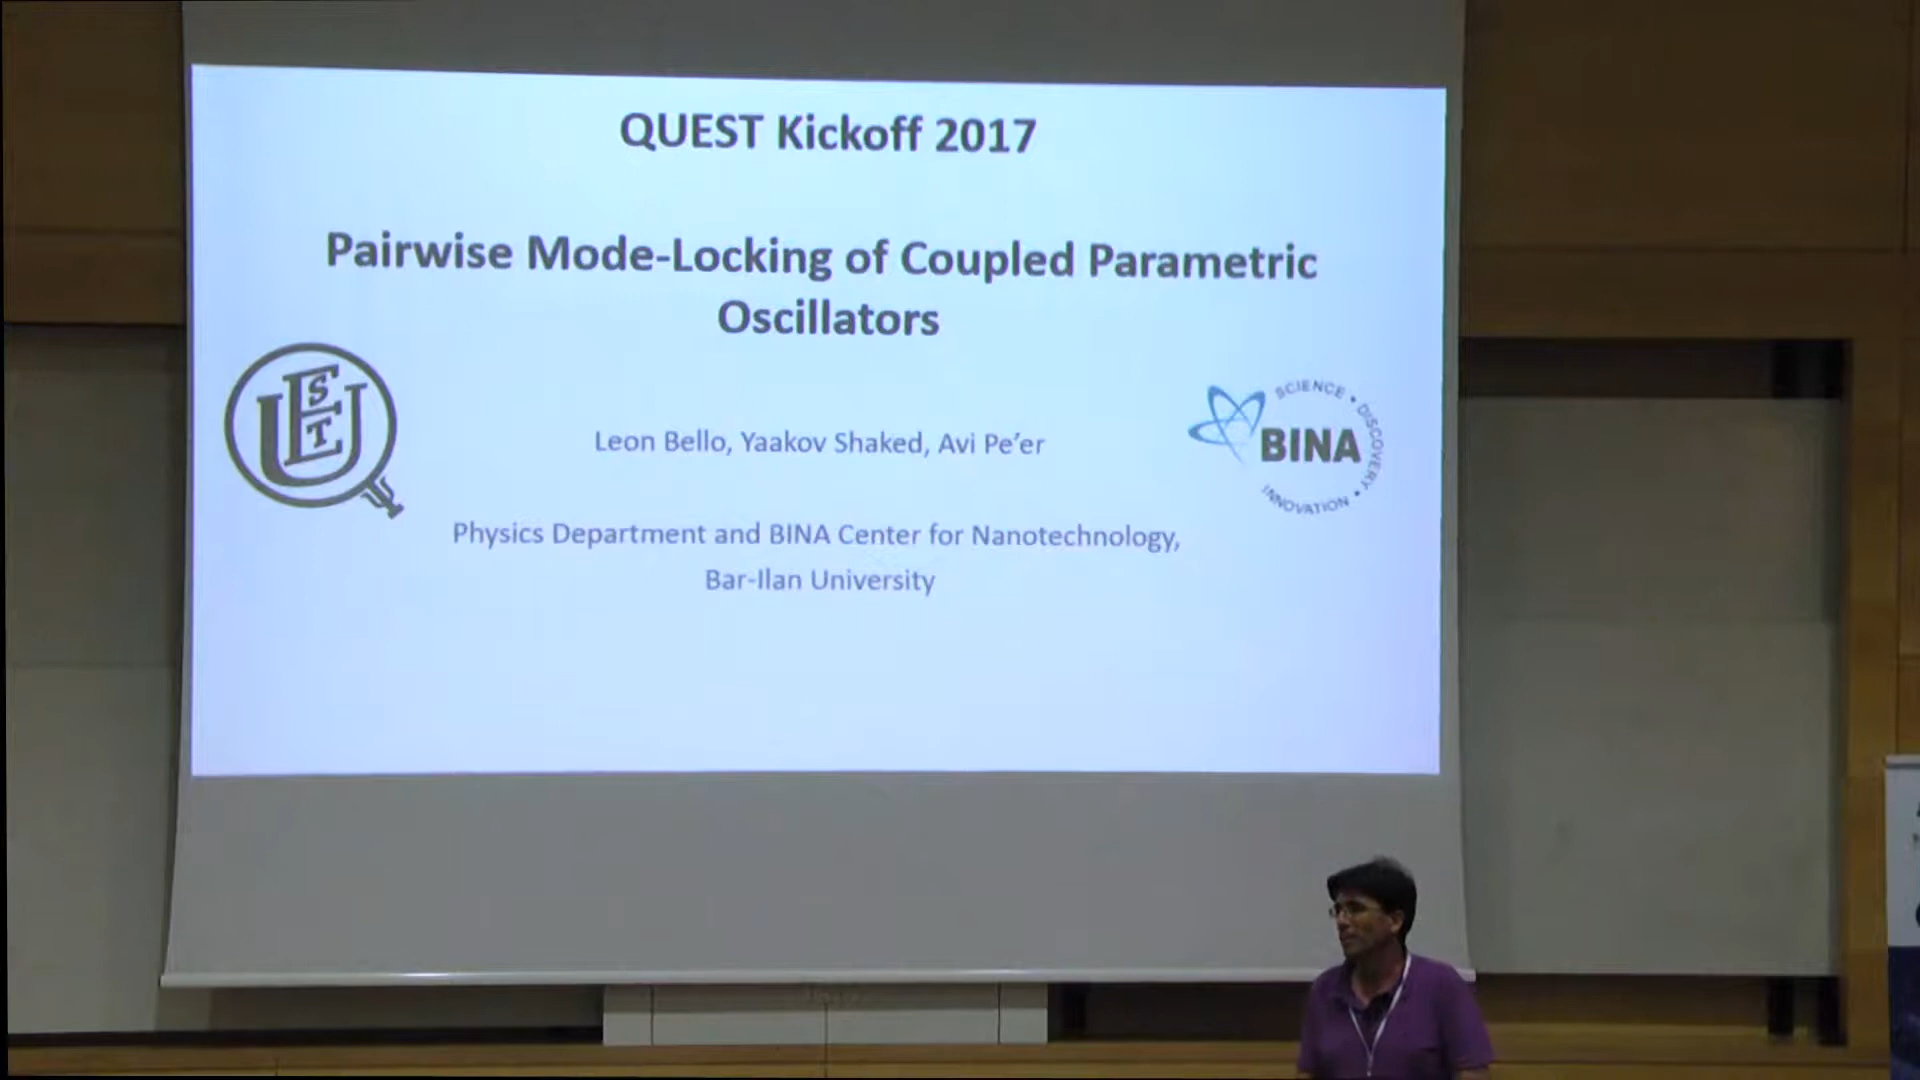 QUEST Kickoff 2017
Pairwise Mode-Locking of Coupled Parametric
Oscillators
QUEST
Leon Bello, Yaakov Shaked, Avi Pe’er
SCIENCE • DISCOVERY • INNOVATION
BINA
Physics Department and BINA Center for Nanotechnology,
Bar-Ilan University